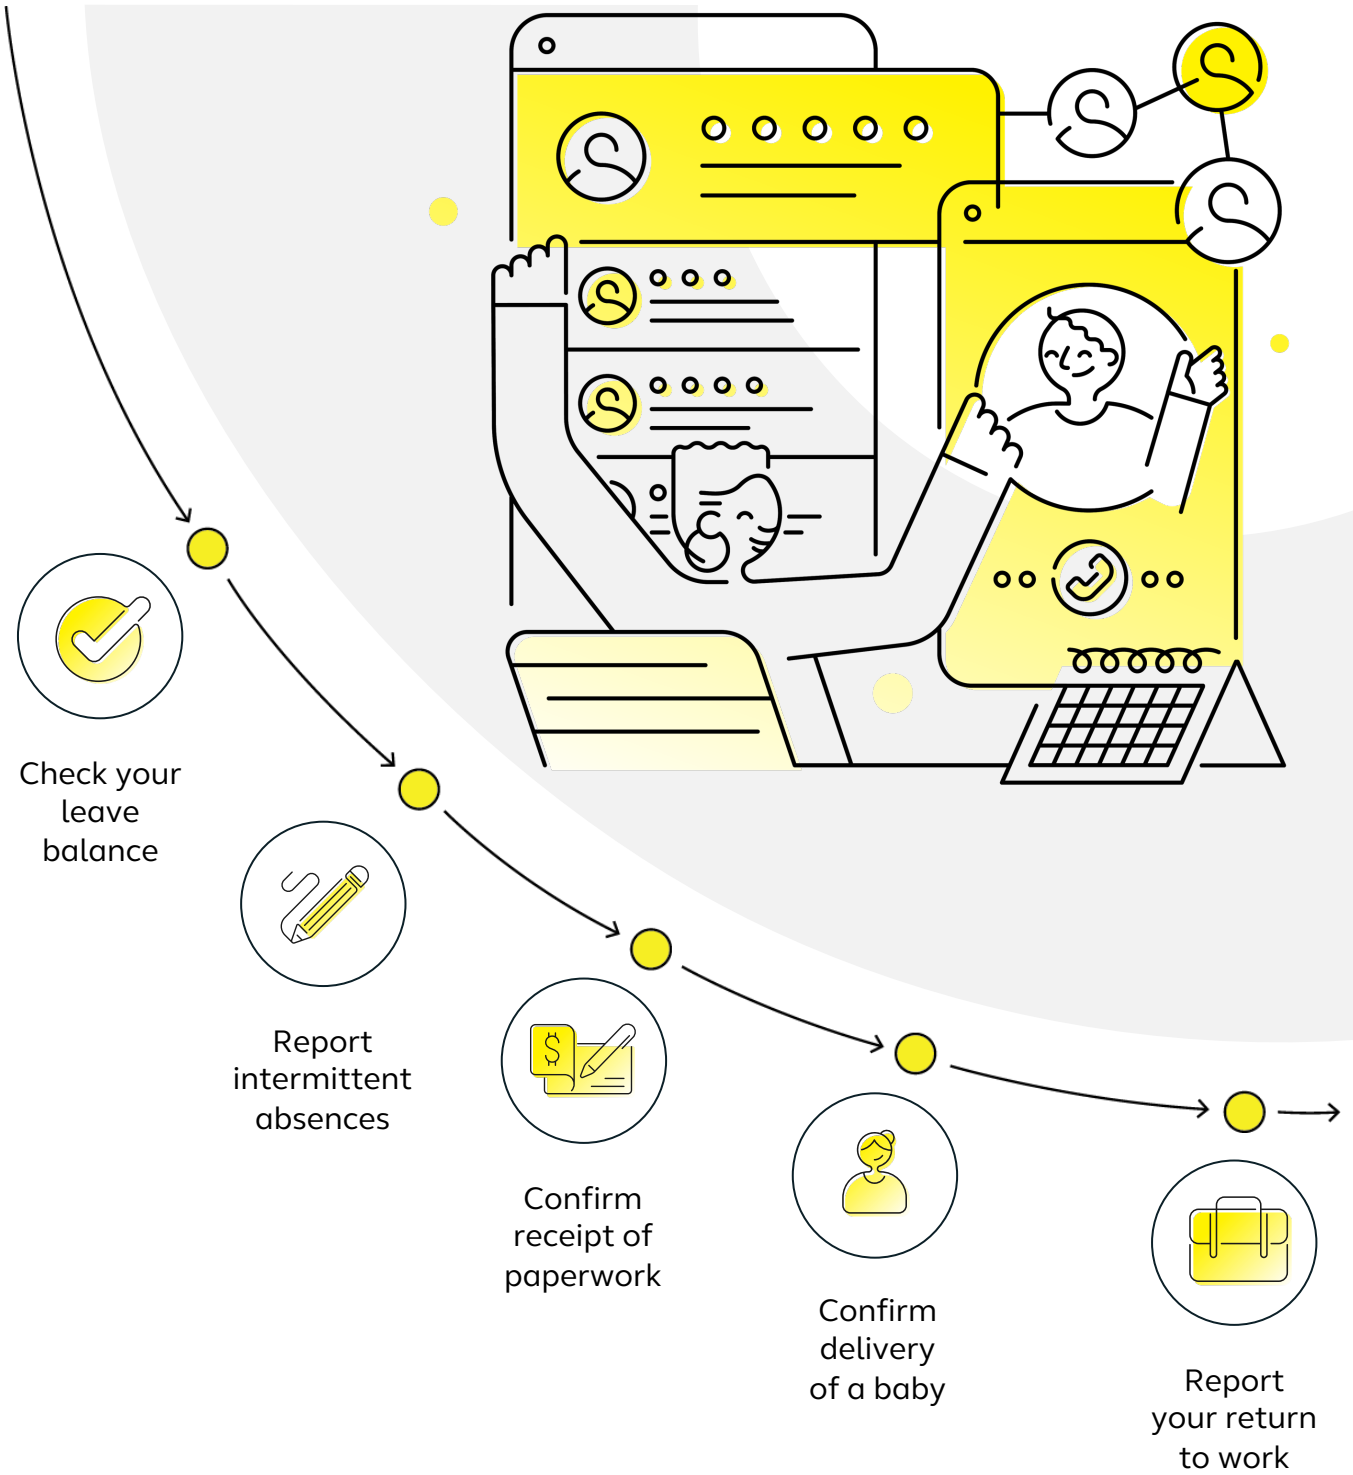 Check your
leave
balance
Report
intermittent
absences
Confirm
receipt of
paperwork
$
Confirm
delivery
of a baby
Report
your return
to work